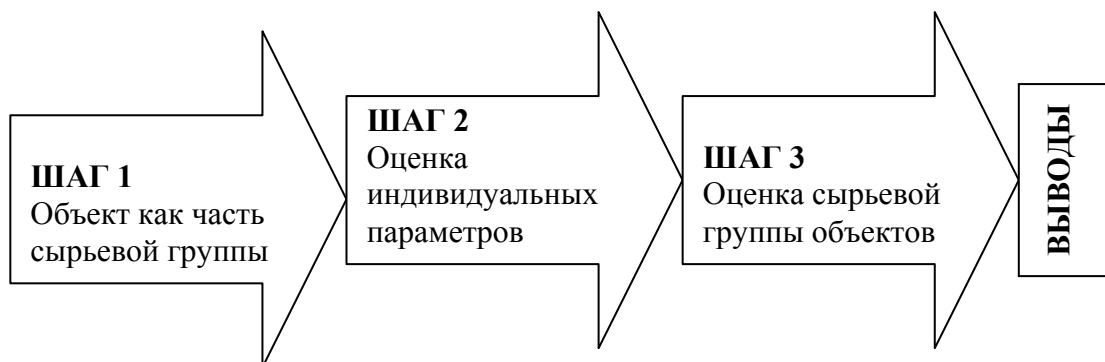 ШАГ 1
Объект как часть
сырьевой группы
ШАГ 2
Оценка
индивидуальных
параметров
ШАГ 3
Оценка сырьевой
группы объектов
ВЫВОДЫ